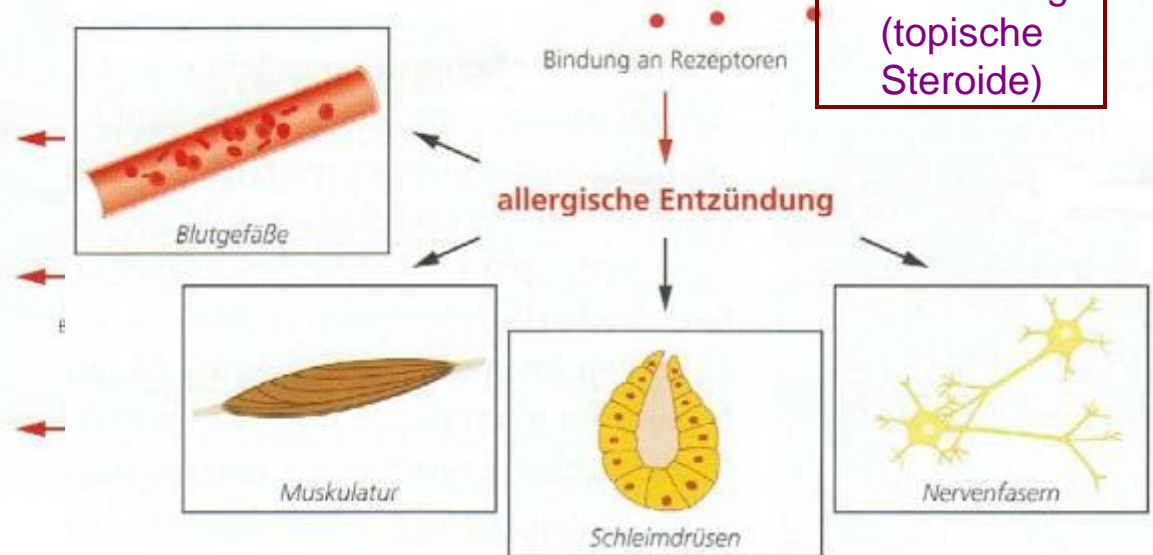 (topische
Steroide)
Bindung an Rezeptoren
allergische Entzündung
Blutgefäße
Muskulatur
Schleimdrüsen
Nervenfasern